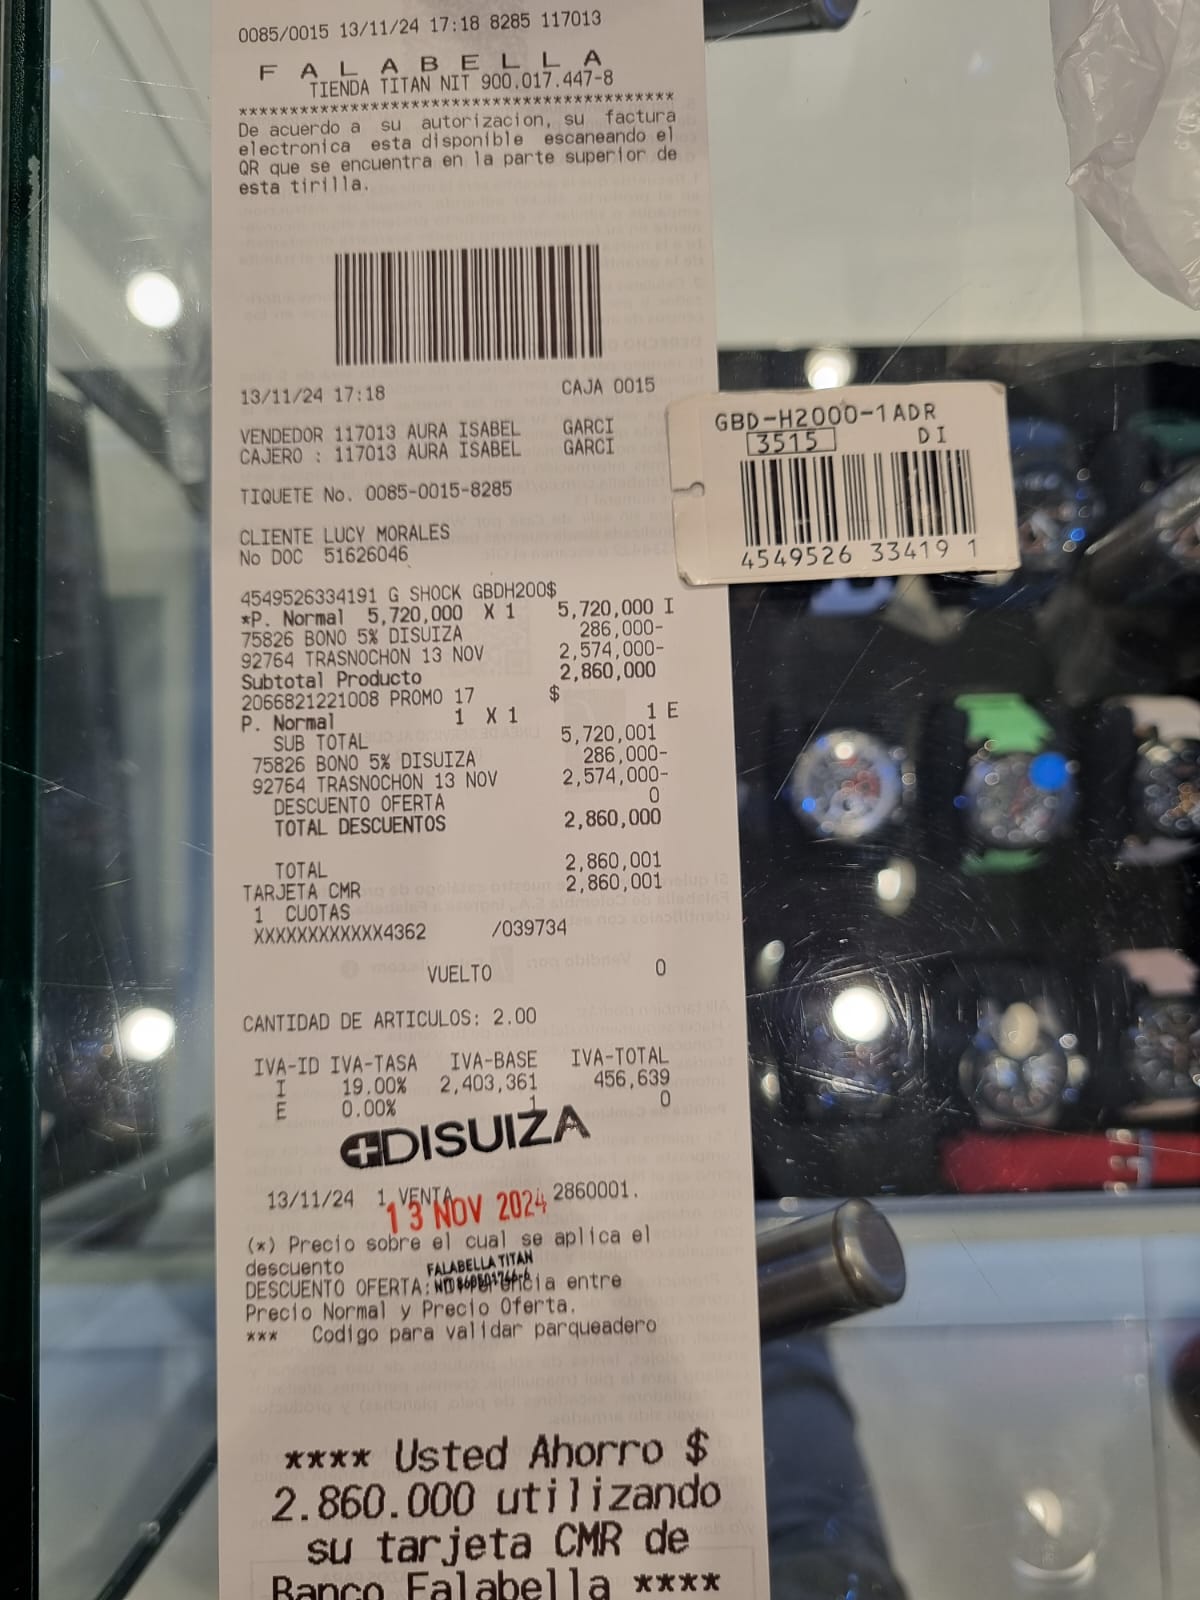 0085/0015 13/11/24 17:18 8285 117013
FALABELLA
TIENDA TITAN NIT 900.017.447-8
******************************************
De acuerdo a su autorizacion, su factura
electronica esta disponible escaneando el
QR que se encuentra en la parte superior de
esta tirilla.
13/11/24 17:18 CAJA 0015
VENDEDOR 117013 AURA ISABEL GARCI
CAJERO : 117013 AURA ISABEL GARCI
TIQUETE No. 0085-0015-8285
CLIENTE LUCY MORALES
No DOC 51626046
4549526334191 G SHOCK GBDH200$
*P. Normal 5,720,000 X 1 5,720,000 I
75826 BONO 5% DISUIZA 286,000-
92764 TRASNOCHON 13 NOV 2,574,000-
Subtotal Producto 2,860,000
2066821221008 PROMO 17 $
P. Normal 1 X 1 1 E
SUB TOTAL 5,720,001
75826 BONO 5% DISUIZA 286,000-
92764 TRASNOCHON 13 NOV 2,574,000-
DESCUENTO OFERTA 0
TOTAL DESCUENTOS 2,860,000
TOTAL 2,860,001
TARJETA CMR 2,860,001
1 CUOTAS
XXXXXXXXXXXX4362 /039734
VUELTO 0
CANTIDAD DE ARTICULOS: 2.00
IVA-ID IVA-TASA IVA-BASE IVA-TOTAL
I 19.00% 2,403,361 456,639
E 0.00% 1 0
DISUIZA
13/11/24 1 VENTA 2860001.
13 NOV 2024
(*) Precio sobre el cual se aplica el
descuento
FALABELLA TITAN
DESCUENTO OFERTA: entre
Precio Normal y Precio Oferta.
*** Codigo para validar parqueadero
**** Usted Ahorro $
2.860.000 utilizando
su tarjeta CMR de
Banco Falabella ****
GBD-H2000-1ADR
3515 DI
4549526 33419 1